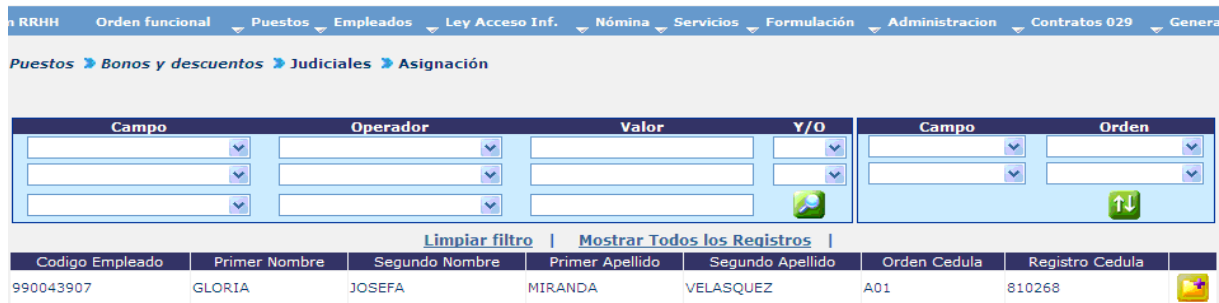 n RRHH Orden funcional Puestos Empleados Ley Acceso Inf. Nómina Servicios Formulación Administracion Contratos 029 Genera
Puestos Bonos y descuentos Judiciales Asignación
Campo Operador Valor Y/O Campo Orden
Limpiar filtro | Mostrar Todos los Registros |
Codigo Empleado Primer Nombre Segundo Nombre Primer Apellido Segundo Apellido Orden Cedula Registro Cedula
990043907 GLORIA JOSEFA MIRANDA VELASQUEZ A01 810268